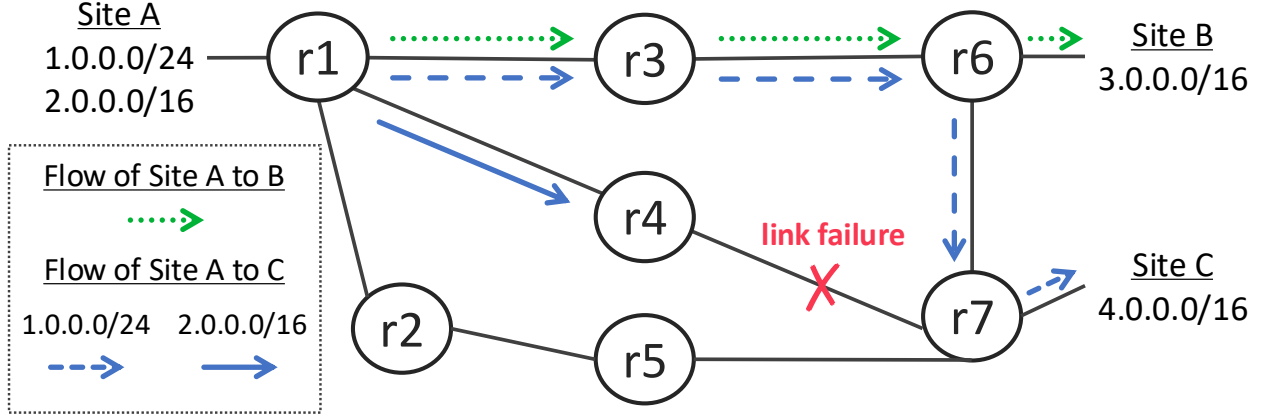 Site A
1.0.0.0/24
2.0.0.0/16
r1
r3
r6
Site B
3.0.0.0/16
Flow of Site A to B
Flow of Site A to C
1.0.0.0/24 2.0.0.0/16
r4
link failure
r2
r5
r7
Site C
4.0.0.0/16